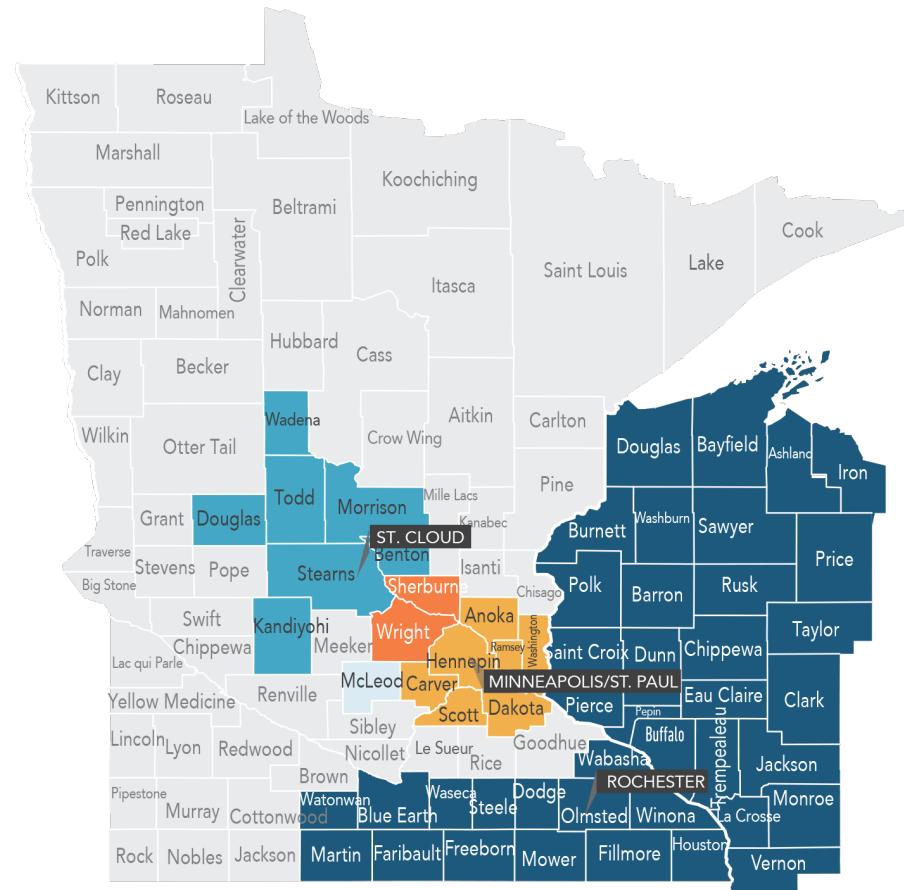 Kittson
Roseau
Lake of the Woods
Marshall
Koochiching
Pennington
Beltrami
Red Lake
Cook
Polk
Clearwater
Saint Louis
Lake
Itasca
Norman
Mahnomen
Hubbard
Cass
Clay
Becker
Aitkin
Wadena
Carlton
Wilkin
Otter Tail
Crow Wing
Douglas
Bayfield
Ashland
Iron
Pine
Todd
Mille Lacs
Morrison
Grant
Douglas
Kanabec
Burnett
Washburn
Sawyer
ST. CLOUD
Traverse
Benton
Price
Stevens
Pope
Stearns
Isanti
Big Stone
Sherburne
Chisago
Polk
Barron
Rusk
Swift
Anoka
Taylor
Kandiyohi
Wright
Washington
Chippewa
Meeker
Ramsey
Saint Croix
Dunn
Chippewa
Lac qui Parle
Hennepin
McLeod
Carver
MINNEAPOLIS/ST. PAUL
Renville
Eau Claire
Clark
Yellow Medicine
Scott
Dakota
Pierce
Pepin
Sibley
Buffalo
Trempealeau
Lincoln
Lyon
Redwood
Nicollet
Le Sueur
Rice
Goodhue
Wabasha
Jackson
Brown
ROCHESTER
Pipestone
Murray
Cottonwood
Watonwan
Blue Earth
Waseca
Steele
Dodge
Olmsted
Winona
La Crosse
Monroe
Rock
Nobles
Jackson
Martin
Faribault
Freeborn
Mower
Fillmore
Houston
Vernon